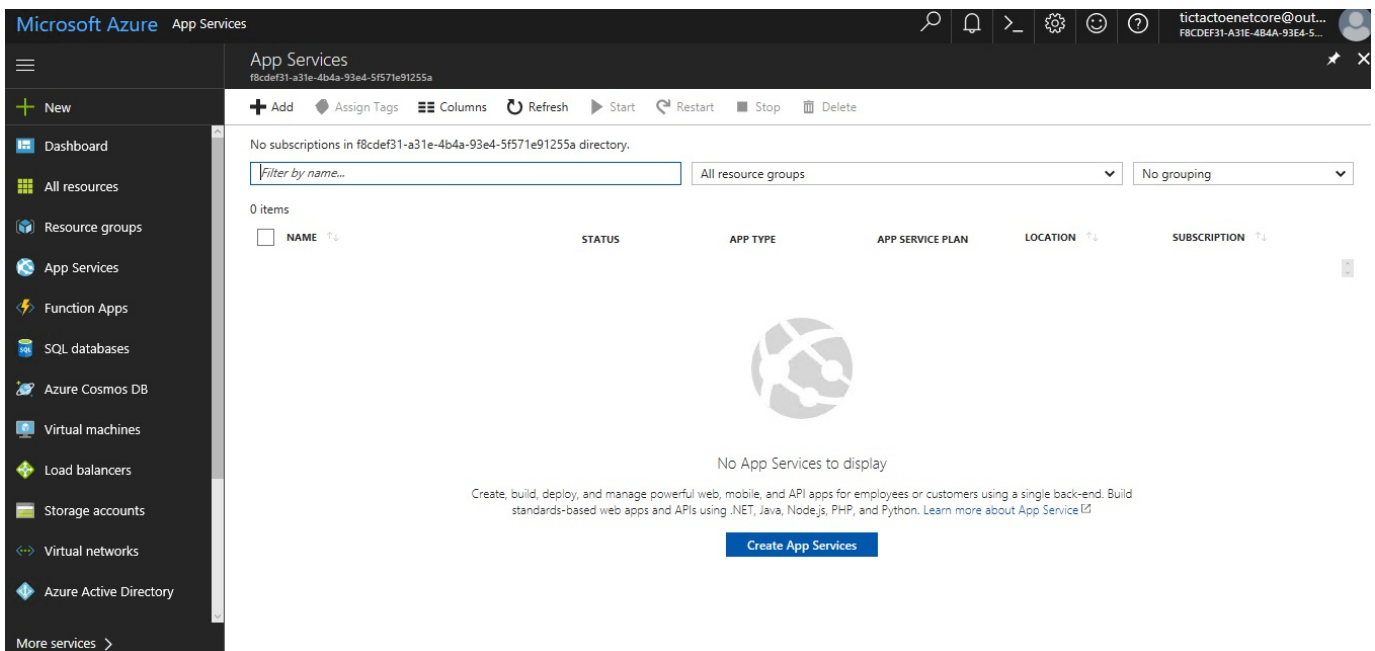 Microsoft Azure App Services
tictactoenetcore@out...
F8CDEF31-A31E-4B4A-93E4-5...
App Services
f8cdef31-a31e-4b4a-93e4-5f571e91255a
New
Dashboard
All resources
Resource groups
App Services
Function Apps
SQL databases
Azure Cosmos DB
Virtual machines
Load balancers
Storage accounts
Virtual networks
Azure Active Directory
More services >
Add Assign Tags Columns Refresh Start Restart Stop Delete
No subscriptions in f8cdef31-a31e-4b4a-93e4-5f571e91255a directory.
Filter by name... All resource groups No grouping
0 items
NAME STATUS APP TYPE APP SERVICE PLAN LOCATION SUBSCRIPTION
No App Services to display
Create, build, deploy, and manage powerful web, mobile, and API apps for employees or customers using a single back-end. Build
standards-based web apps and APIs using .NET, Java, Node.js, PHP, and Python. Learn more about App Service
Create App Services